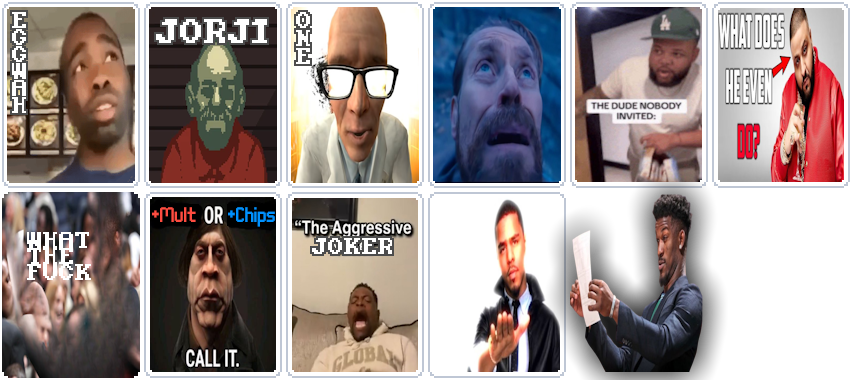 EGGWAH
JORJI
ONE
THE DUDE NOBODY
INVITED:
WHAT DOES
HE EVEN
DO?
WHAT
THE
FUCK
+Mult OR +Chips
CALL IT.
"The Aggressive
JOKER
GLOBAL